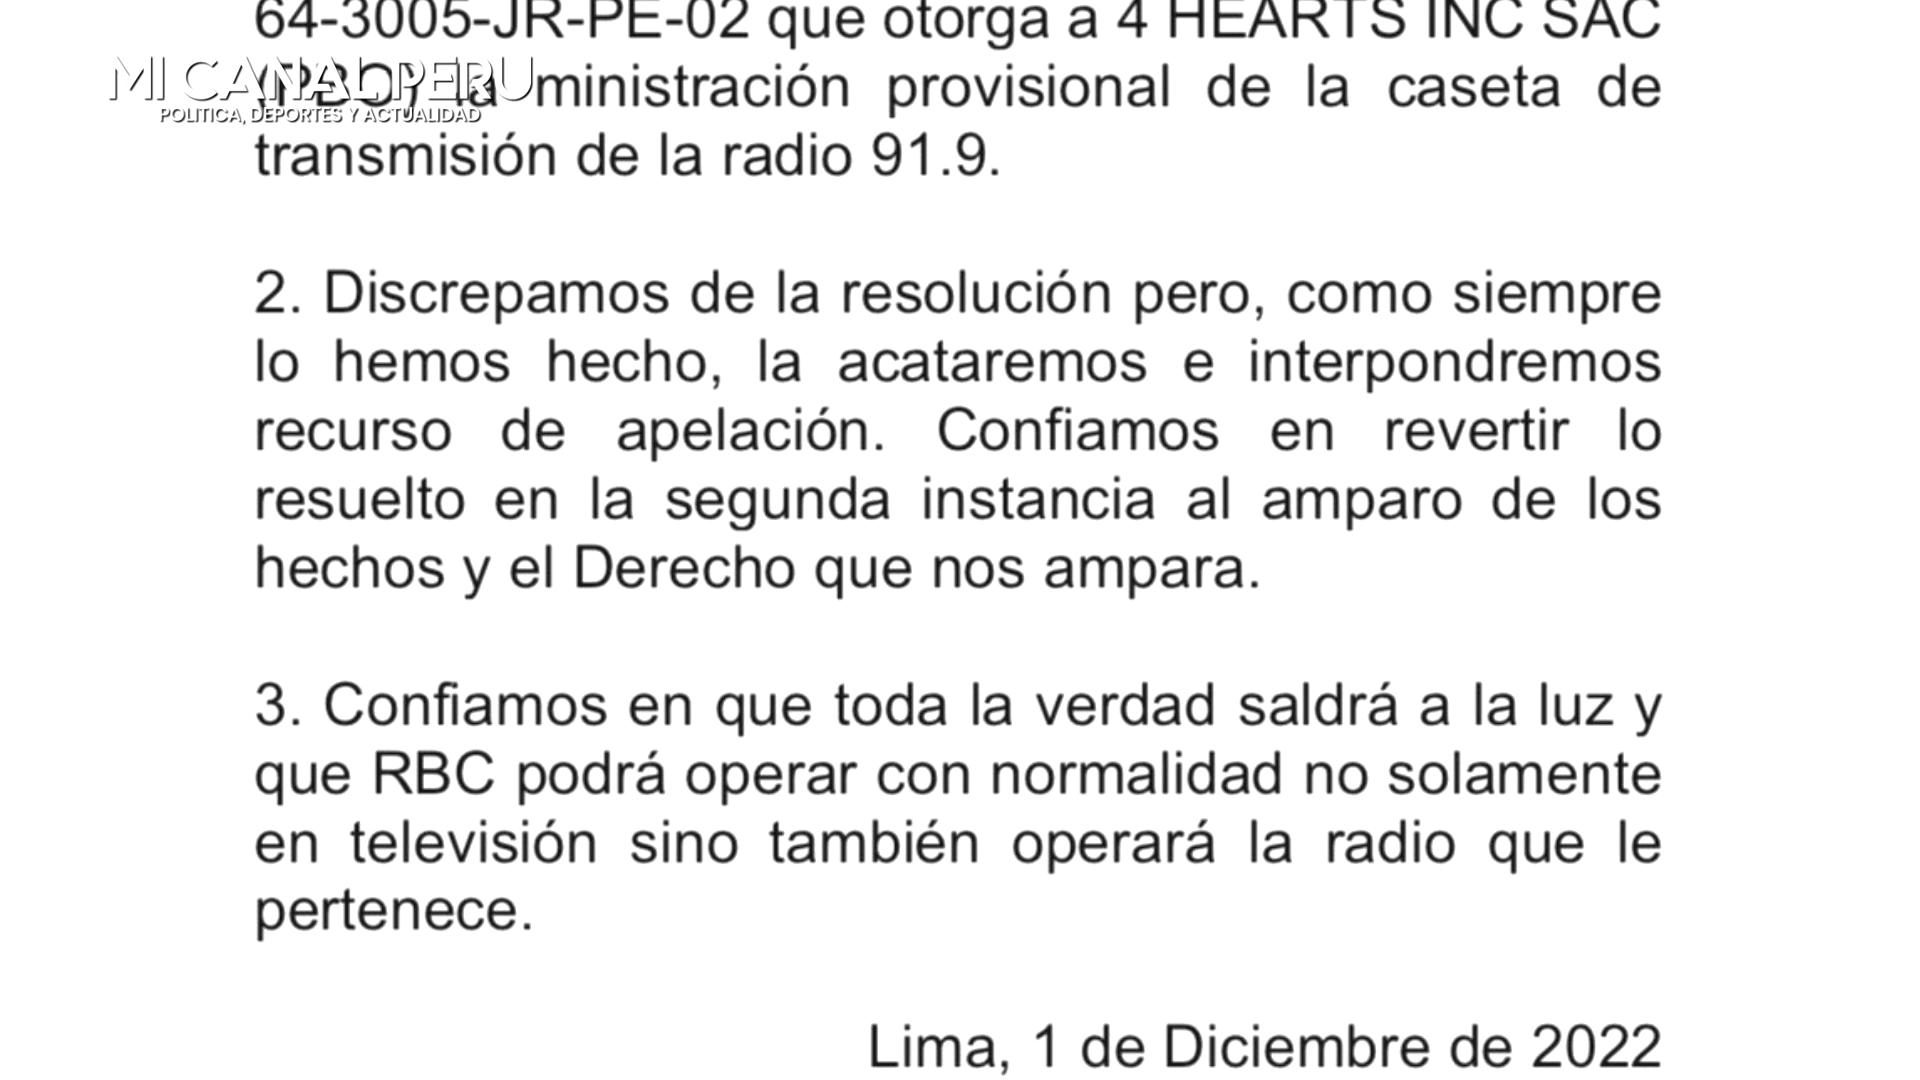 64-3005-JR-PE-02 que otorga a 4 HEARTS INC SAC
MI CANAL PERU
(PBO) la ministración provisional de la caseta de
POLITICA, DEPORTES Y ACTUALIDAD
transmisión de la radio 91.9.
2. Discrepamos de la resolución pero, como siempre
lo hemos hecho, la acataremos e interpondremos
recurso de apelación. Confiamos en revertir lo
resuelto en la segunda instancia al amparo de los
hechos y el Derecho que nos ampara.
3. Confiamos en que toda la verdad saldrá a la luz y
que RBC podrá operar con normalidad no solamente
en televisión sino también operará la radio que le
pertenece.
Lima, 1 de Diciembre de 2022